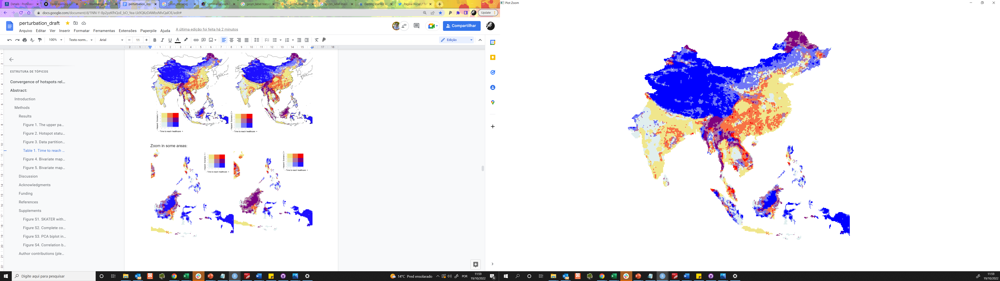 Details : Professor
Deep learning of
Waimbanga River
perturbation_draf
geom_tile label -
Summarise each
geom_label trans
r - geom_label
geom_label mask
Getting started w
Página Inicial / Tw
Plot Zoom
docs.google.com/document/d/1NN-Y-8p2pzKfhQoE_bO_Yea-Lk9QKzDAWbsNfvQalOE/edit#
Update
perturbation_draft
Arquivo Editar Ver Inserir Formatar Ferramentas Extensões Paperpile Ajuda
A última edição foi feita há 2 minutos
Compartilhar
100% Texto norm... Arial 11
Edição
ESTRUTURA DE TÓPICOS
Convergence of hotspots rel...
Abstract:
Introduction
Methods
Results
Figure 1. The upper pa...
Figure 2. Hotspot statu...
Figure 3. Data partition...
Table 1. Time to reach ...
Figure 4. Bivariate map...
Figure 5. Bivariate map...
Discussion
Acknowledgments
Funding
References
Supplements
Figure S1. SKATER with...
Figure S2. Complete co...
Figure S3. PCA biplot in...
Figure S4. Correlation b...
Author contributions (ple...
- Hazard: Scenario 1 +
- Time to reach healthcare +
- Hazard: Scenario 2 +
- Time to reach healthcare +
Zoom in some areas:
- Hazard: Scenario 1 +
- Time to reach healthcare +
- Hazard: Scenario 2 +
- Time to reach healthcare +
Digite aqui para pesquisar
14°C Pred ensolarado
POR
11:59
19/10/2022
11:59
19/10/2022